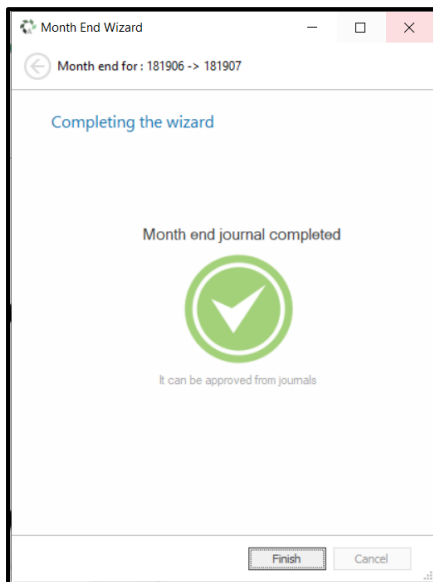 Month End Wizard
Month end for : 181906 -> 181907
Completing the wizard
Month end journal completed
It can be approved from journals
Finish Cancel